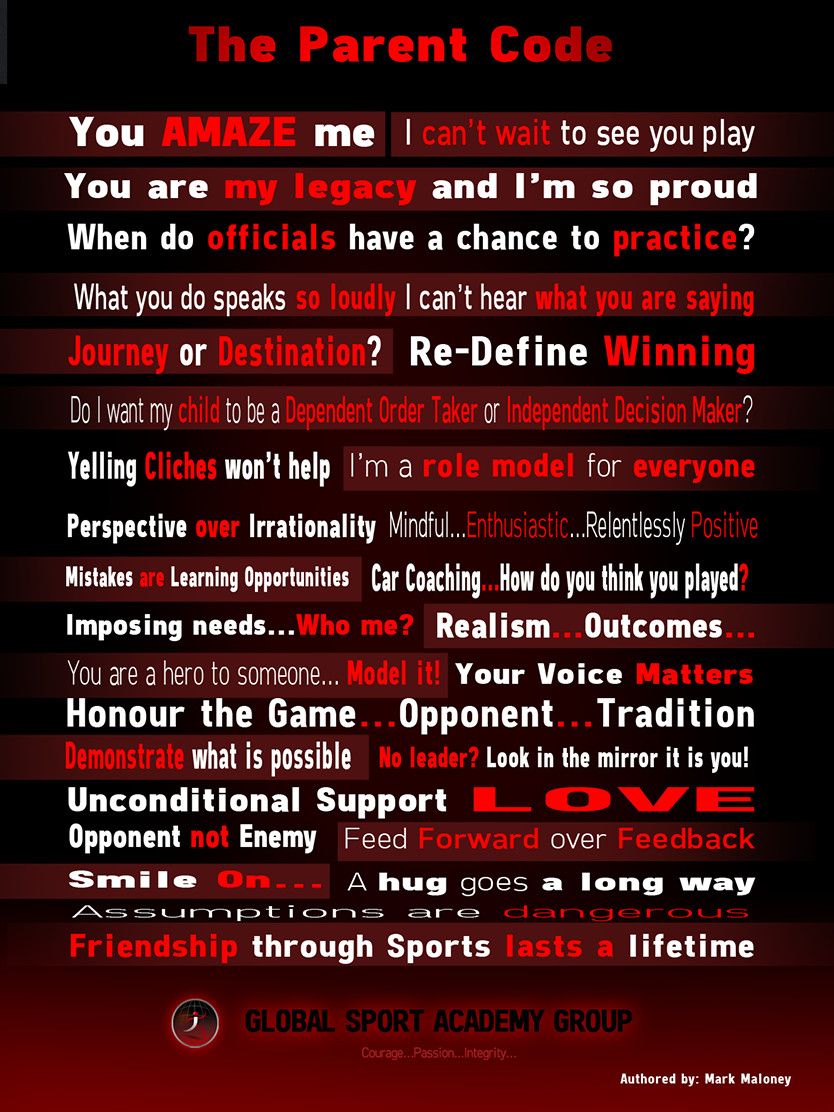 The Parent Code
You AMAZE me I can't wait to see you play
You are my legacy and I'm so proud
When do officials have a chance to practice?
What you do speaks so loudly I can't hear what you are saying
Journey or Destination? Re-Define Winning
Do I want my child to be a Dependent Order Taker or Independent Decision Maker?
Yelling Cliches won't help I'm a role model for everyone
Perspective over Irrationality Mindful...Enthusiastic...Relentlessly Positive
Mistakes are Learning Opportunities Car Coaching...How do you think you played?
Imposing needs...Who me? Realism...Outcomes...
You are a hero to someone... Model it! Your Voice Matters
Honour the Game...Opponent...Tradition
Demonstrate what is possible No leader? Look in the mirror it is you!
Unconditional Support LOVE
Opponent not Enemy Feed Forward over Feedback
Smile On... A hug goes a long way
Assumptions are dangerous
Friendship through Sports lasts a lifetime
GLOBAL SPORT ACADEMY GROUP
Courage...Passion...Integrity...
Authored by: Mark Maloney